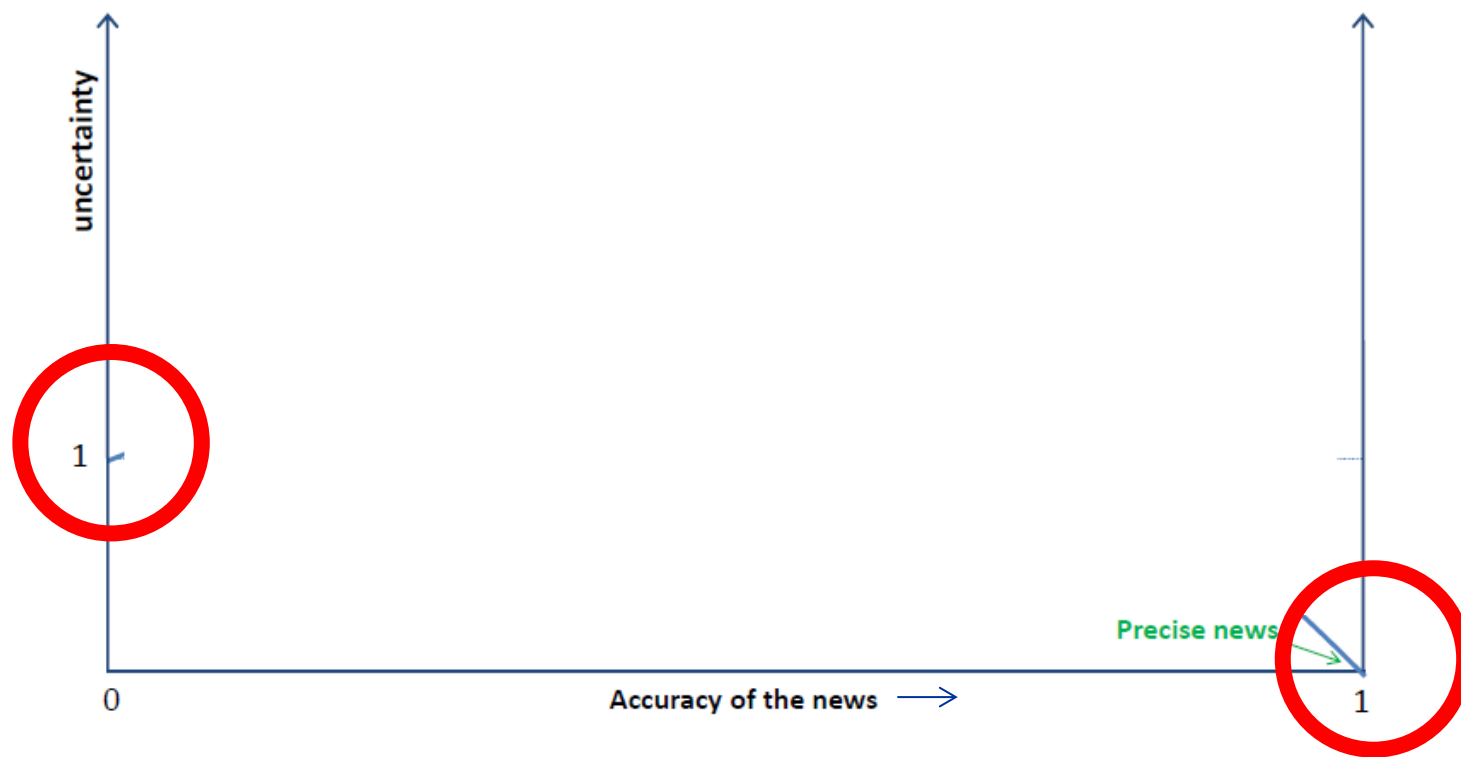 uncertainty
1
Precise news
0
Accuracy of the news
1